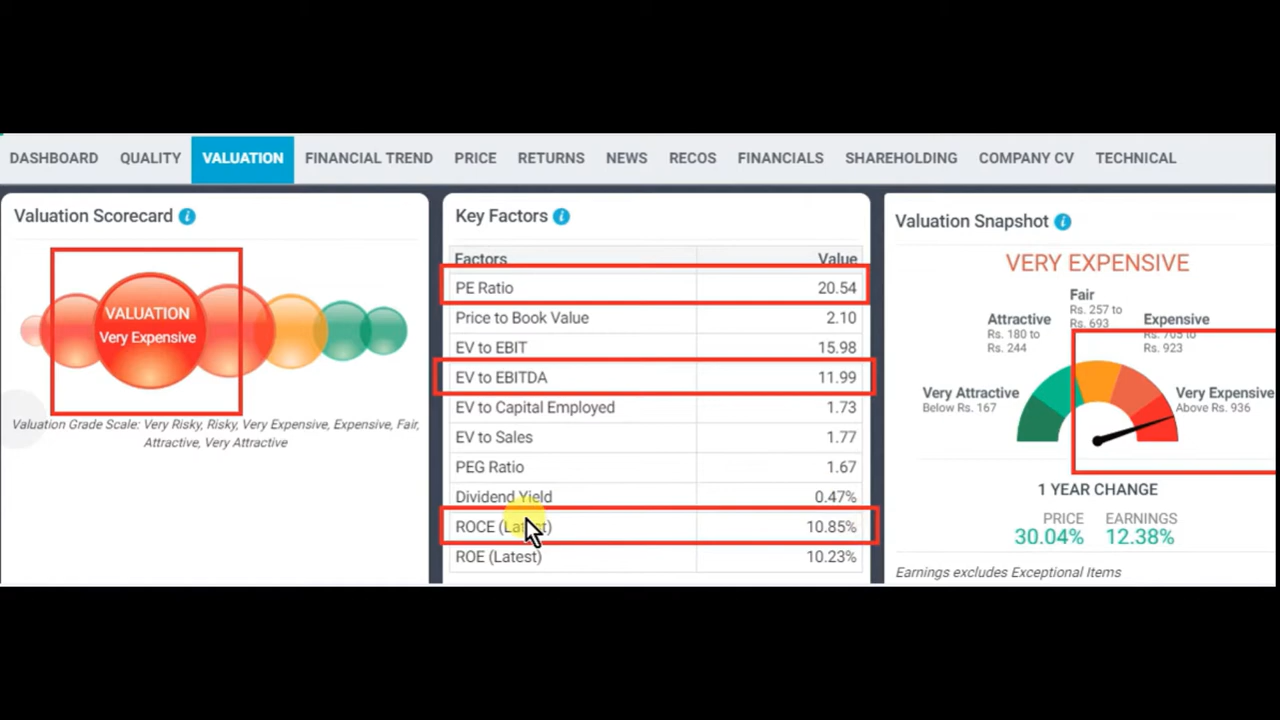 DASHBOARD QUALITY VALUATION FINANCIAL TREND PRICE RETURNS NEWS RECOS FINANCIALS SHAREHOLDING COMPANY CV TECHNICAL
Valuation Scorecard i
VALUATION
Very Expensive
Valuation Grade Scale: Very Risky, Risky, Very Expensive, Expensive, Fair,
Attractive, Very Attractive
Key Factors i
Factors Value
PE Ratio 20.54
Price to Book Value 2.10
EV to EBIT 15.98
EV to EBITDA 11.99
EV to Capital Employed 1.73
EV to Sales 1.77
PEG Ratio 1.67
Dividend Yield 0.47%
ROCE (Latest) 10.85%
ROE (Latest) 10.23%
Valuation Snapshot i
VERY EXPENSIVE
Fair
Rs. 257 to
Rs. 693
Attractive
Rs. 180 to
Rs. 244
Expensive
Rs. 705 to
Rs. 923
Very Attractive
Below Rs. 167
Very Expensive
Above Rs. 936
1 YEAR CHANGE
PRICE EARNINGS
30.04% 12.38%
Earnings excludes Exceptional Items